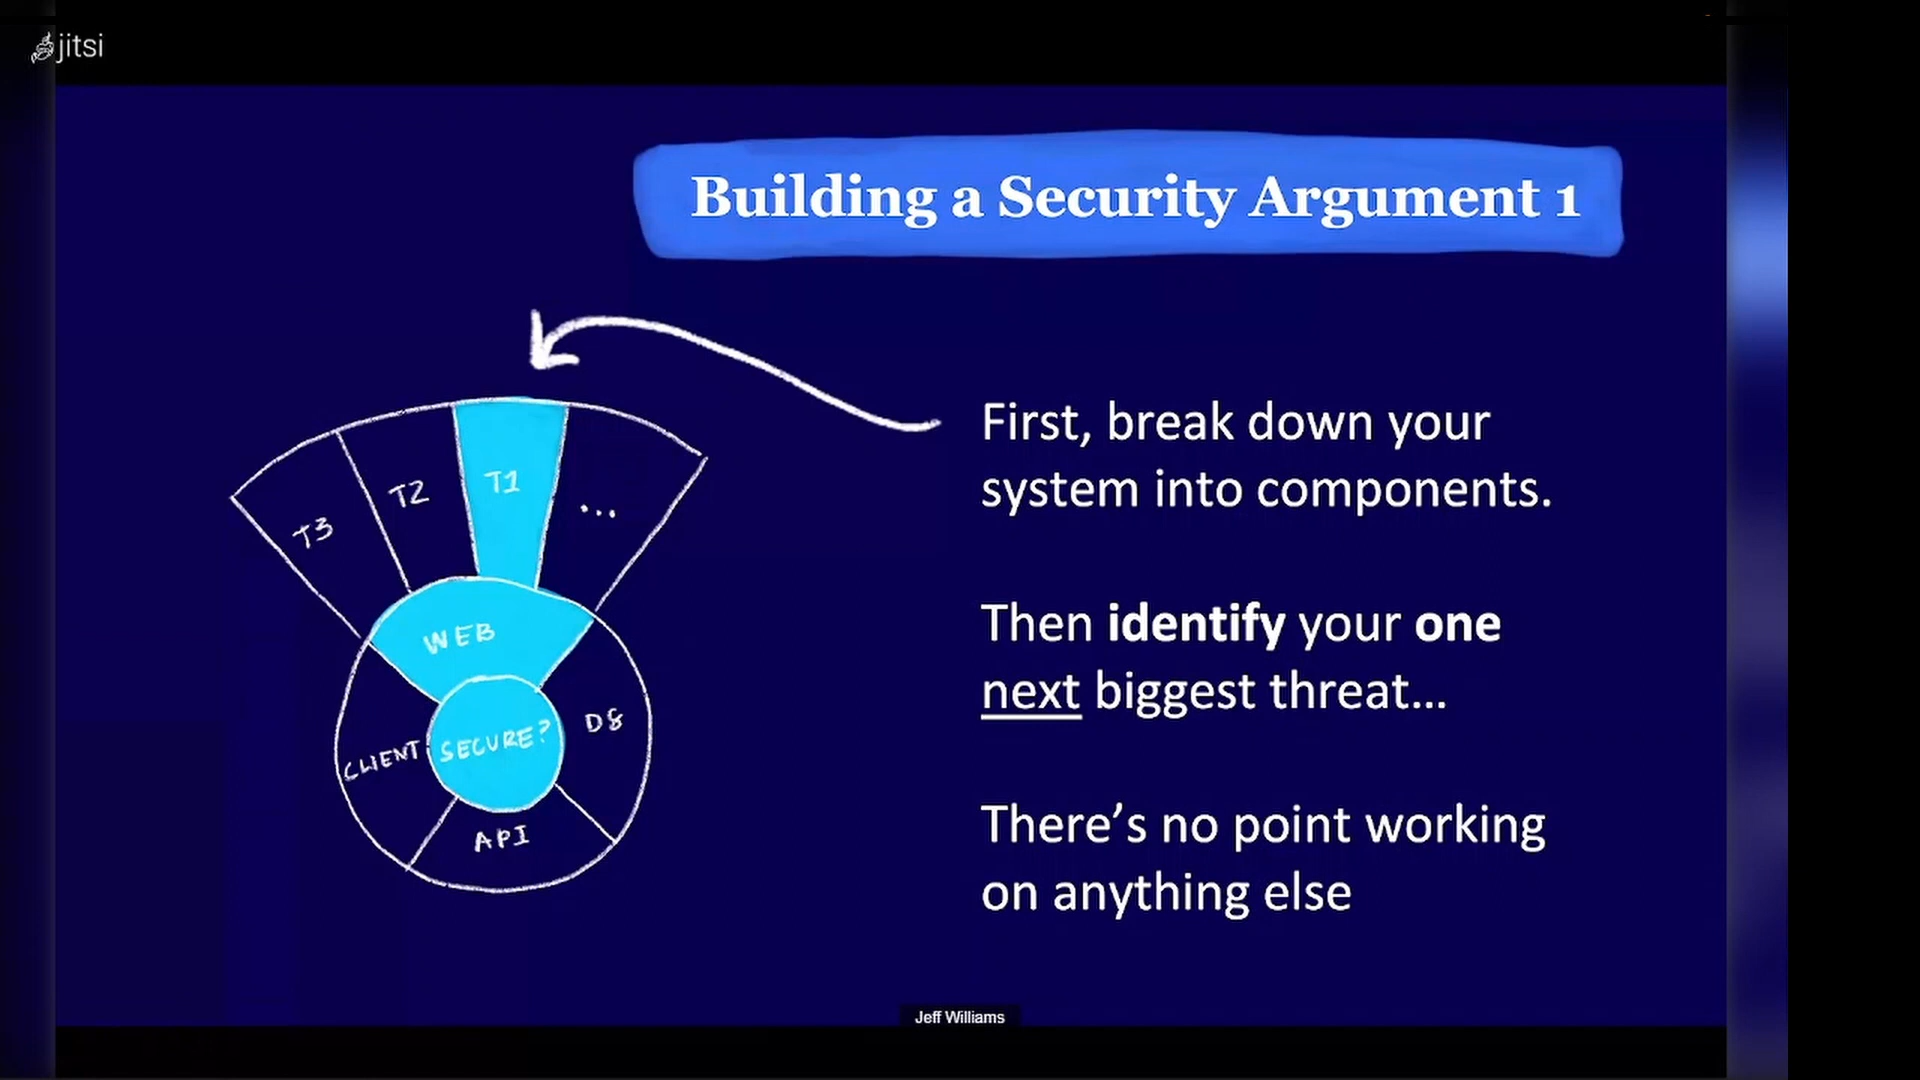 jitsi
Building a Security Argument 1
First, break down your
system into components.
Then identify your one
next biggest threat...
There's no point working
on anything else
T3
T2
T1
...
WEB
CLIENT
SECURE?
DB
API
Jeff Williams